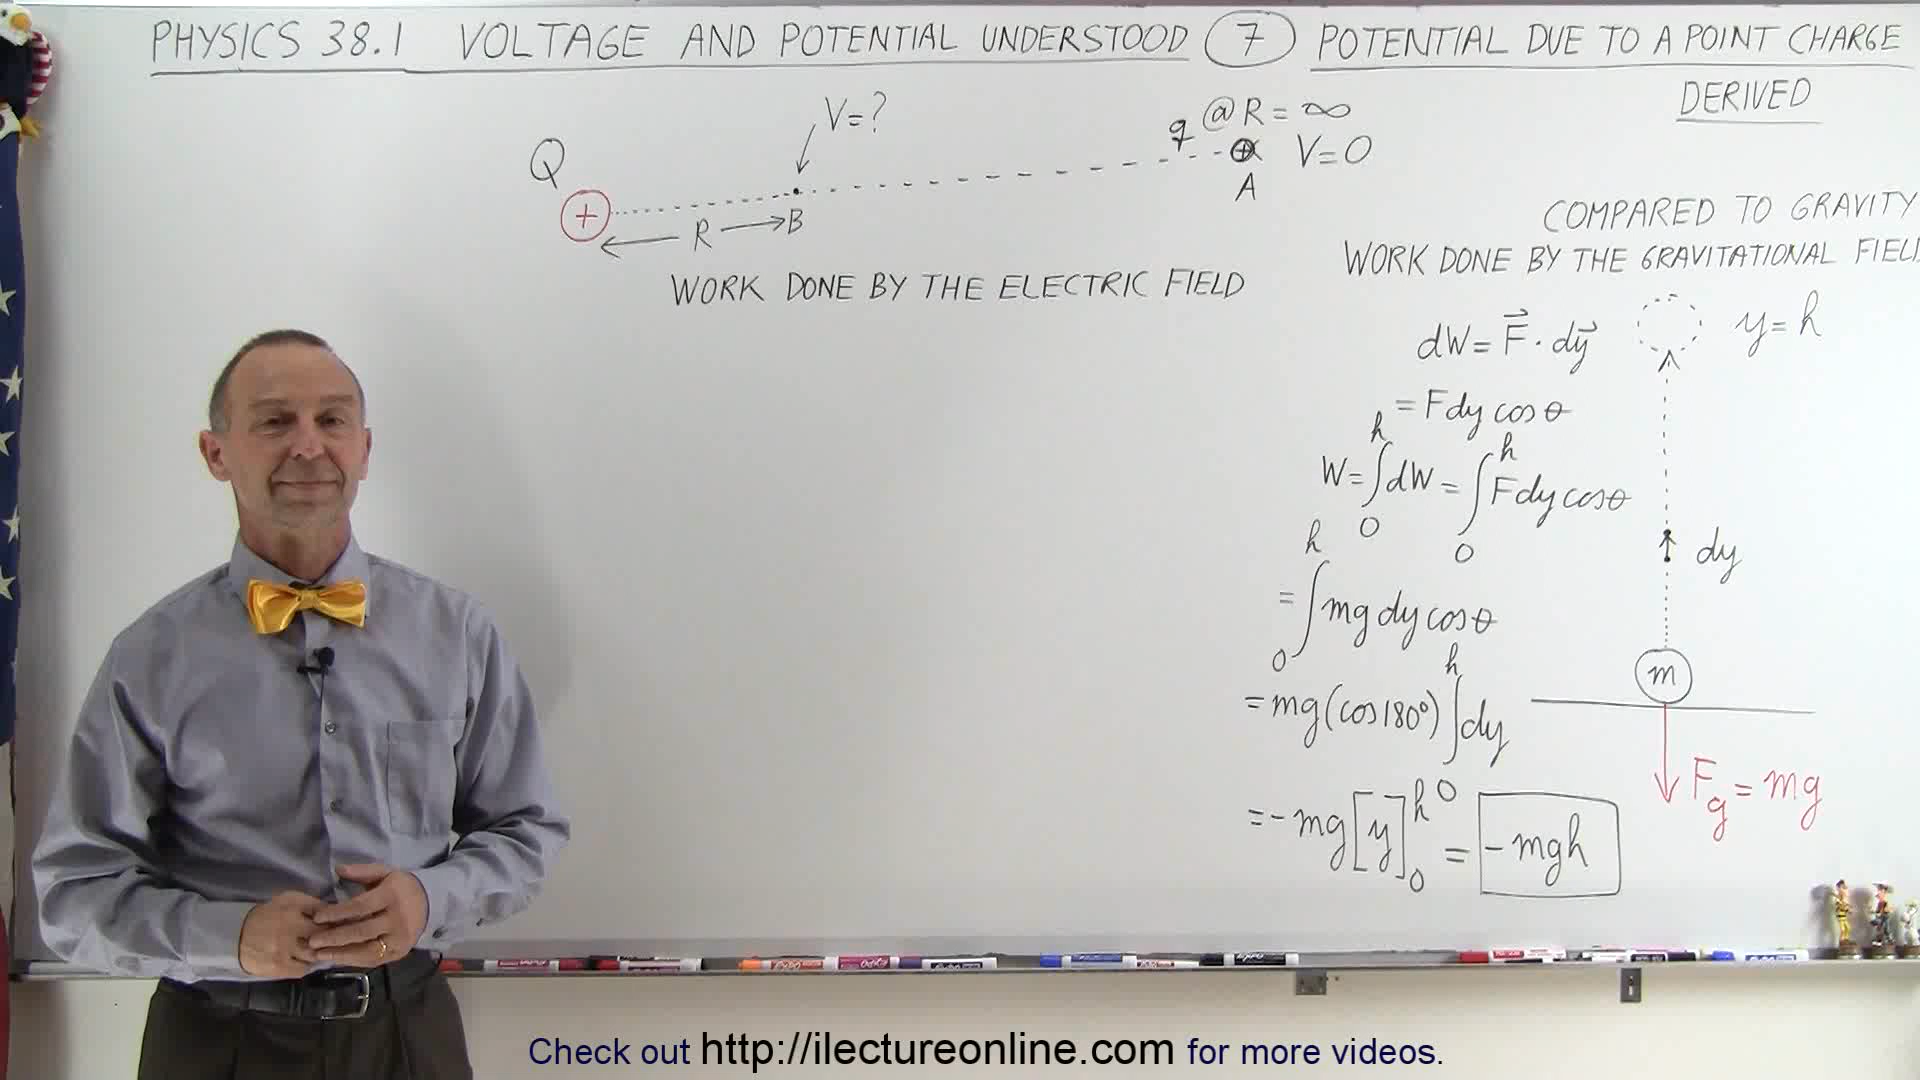 PHYSICS 38.1 VOLTAGE AND POTENTIAL UNDERSTOOD 7 POTENTIAL DUE TO A POINT CHARGE
DERIVED
Q
+
V=?
R
B
q
@ R = ∞
V=0
A
WORK DONE BY THE ELECTRIC FIELD
COMPARED TO GRAVITY
WORK DONE BY THE GRAVITATIONAL FIELD
dW = F⃗ · dy⃗
y = h
= F dy cos θ
W = ∫₀ʰ dW = ∫₀ʰ F dy cos θ
dy
= ∫₀ʰ mg dy cos θ
m
= mg (cos 180°) ∫₀ʰ dy
F_g = mg
= - mg [y]₀ʰ = - mgh
Check out http://ilectureonline.com for more videos.